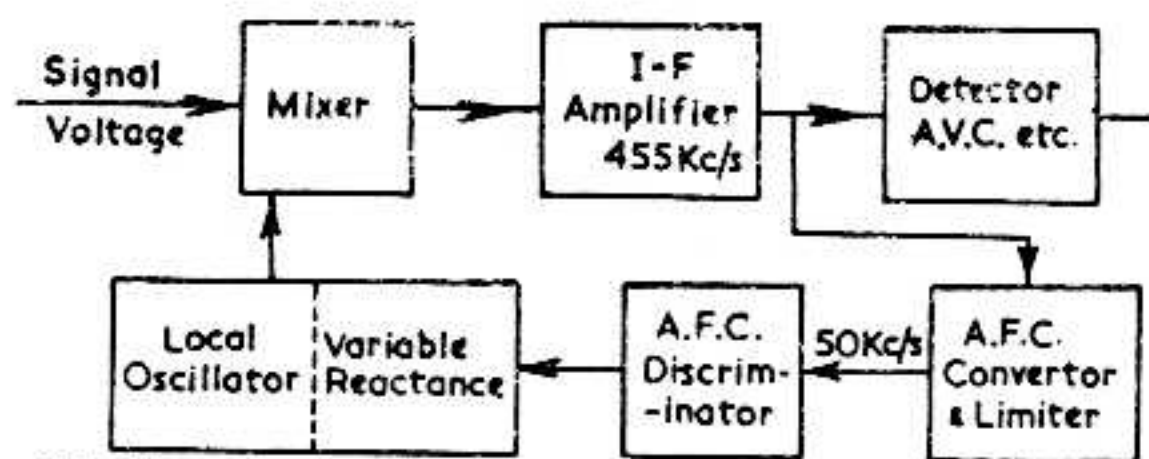 Signal
Voltage
Mixer
I-F
Amplifier
455Kc/s
Detector
A.V.C. etc.
Local
Oscillator
Variable
Reactance
A.F.C.
Discrim-
-inator
50Kc/s
A.F.C.
Convertor
& Limiter